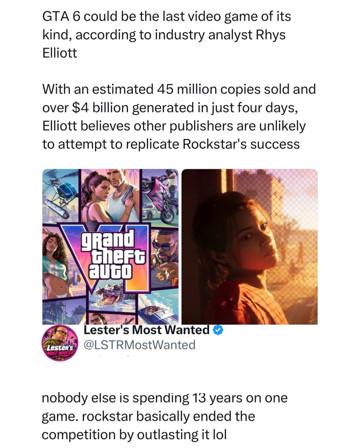 GTA 6 could be the last video game of its
kind, according to industry analyst Rhys
Elliott
With an estimated 45 million copies sold and
over $4 billion generated in just four days,
Elliott believes other publishers are unlikely
to attempt to replicate Rockstar's success
grand
theft
auto
VI
Lester's
Lester's Most Wanted
@LSTRMostWanted
nobody else is spending 13 years on one
game. rockstar basically ended the
competition by outlasting it lol